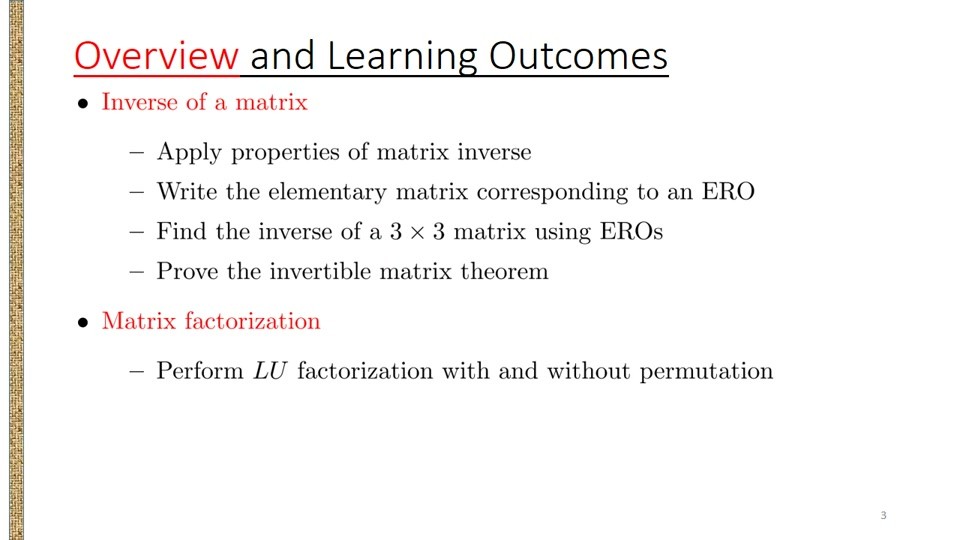 Overview and Learning Outcomes
• Inverse of a matrix
– Apply properties of matrix inverse
– Write the elementary matrix corresponding to an ERO
– Find the inverse of a 3 × 3 matrix using EROs
– Prove the invertible matrix theorem
• Matrix factorization
– Perform LU factorization with and without permutation
3